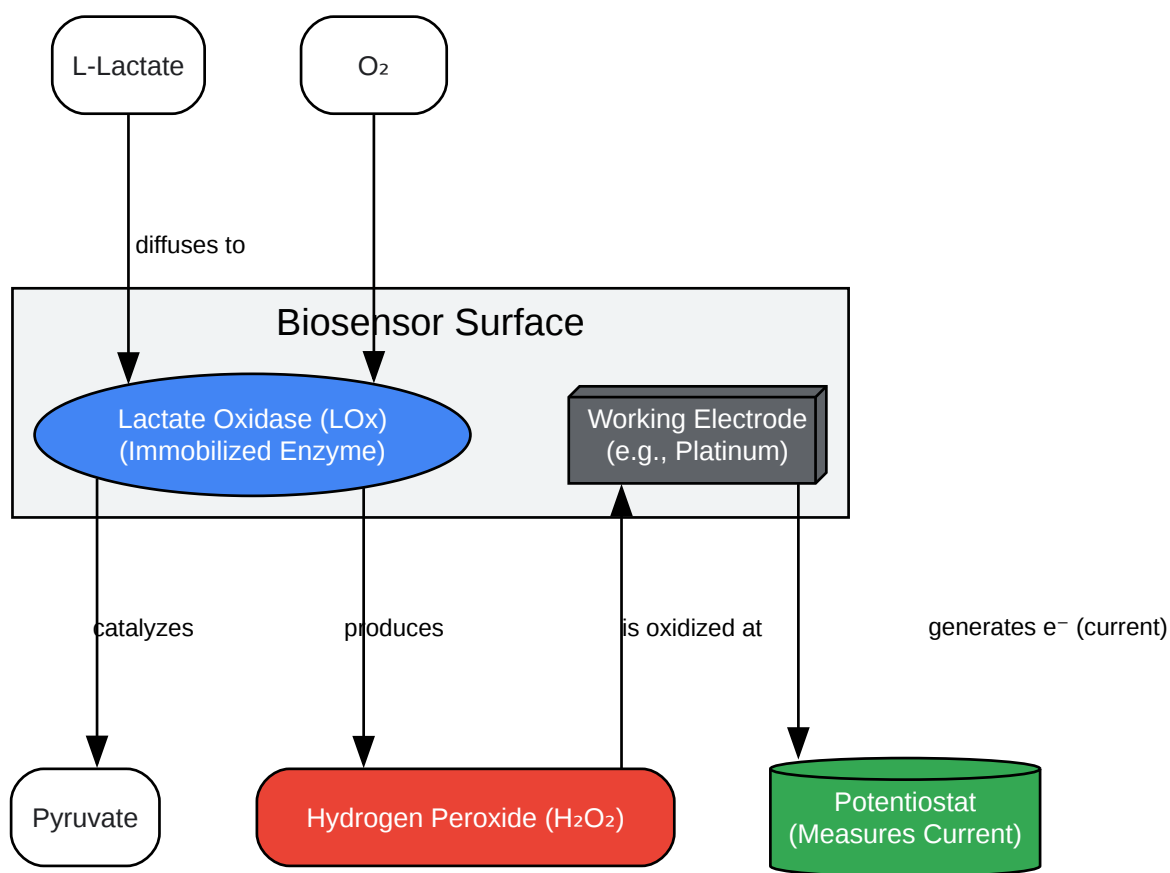 L-Lactate
O₂
diffuses to
Biosensor Surface
Lactate Oxidase (LOx)
(Immobilized Enzyme)
Working Electrode
(e.g., Platinum)
catalyzes
produces
is oxidized at
generates e⁻ (current)
Pyruvate
Hydrogen Peroxide (H₂O₂)
Potentiostat
(Measures Current)